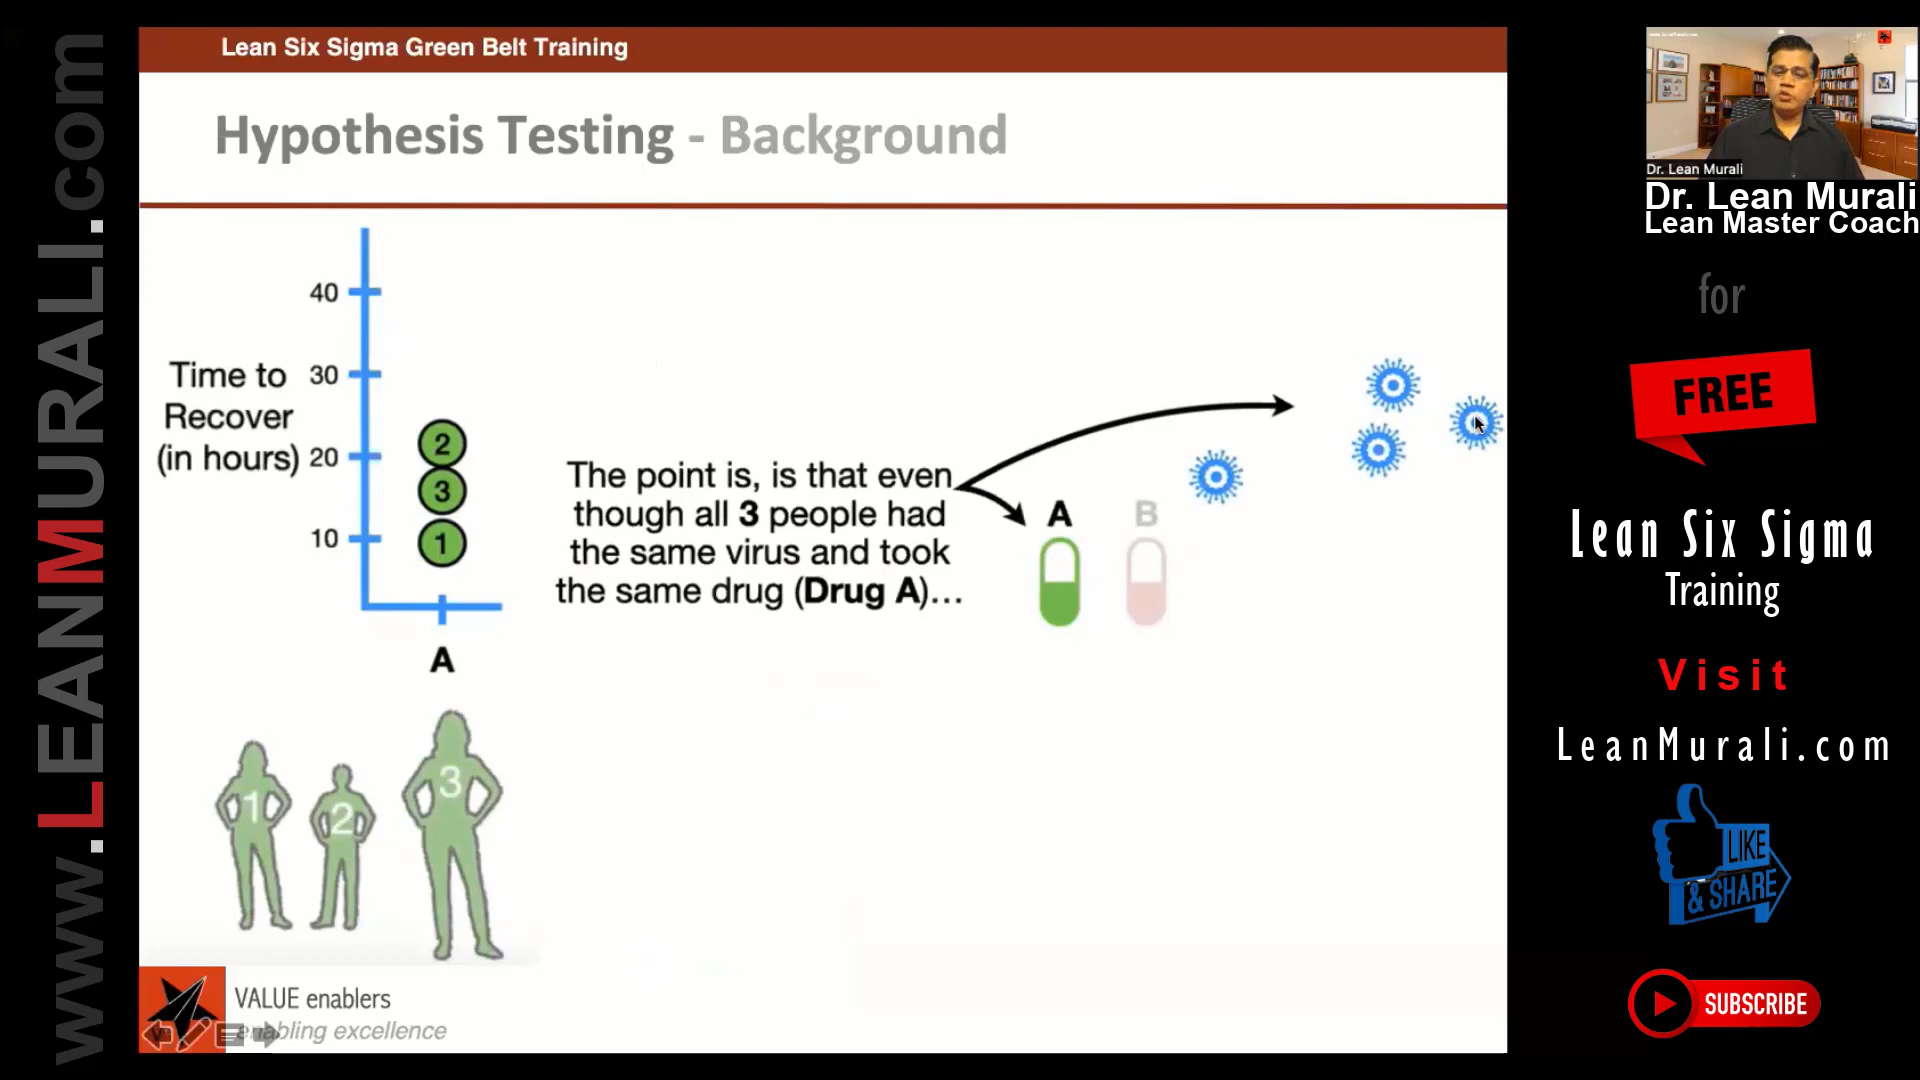 www.LEANMURALI.com
Lean Six Sigma Green Belt Training
Hypothesis Testing - Background
40
30
20
10
Time to
Recover
(in hours)
2
3
1
A
The point is, is that even
though all 3 people had
the same virus and took
the same drug (Drug A)...
A
B
1
2
3
VALUE enablers
enabling excellence
Dr. Lean Murali
Dr. Lean Murali
Lean Master Coach
for
FREE
Lean Six Sigma
Training
Visit
LeanMurali.com
LIKE
& SHARE
SUBSCRIBE